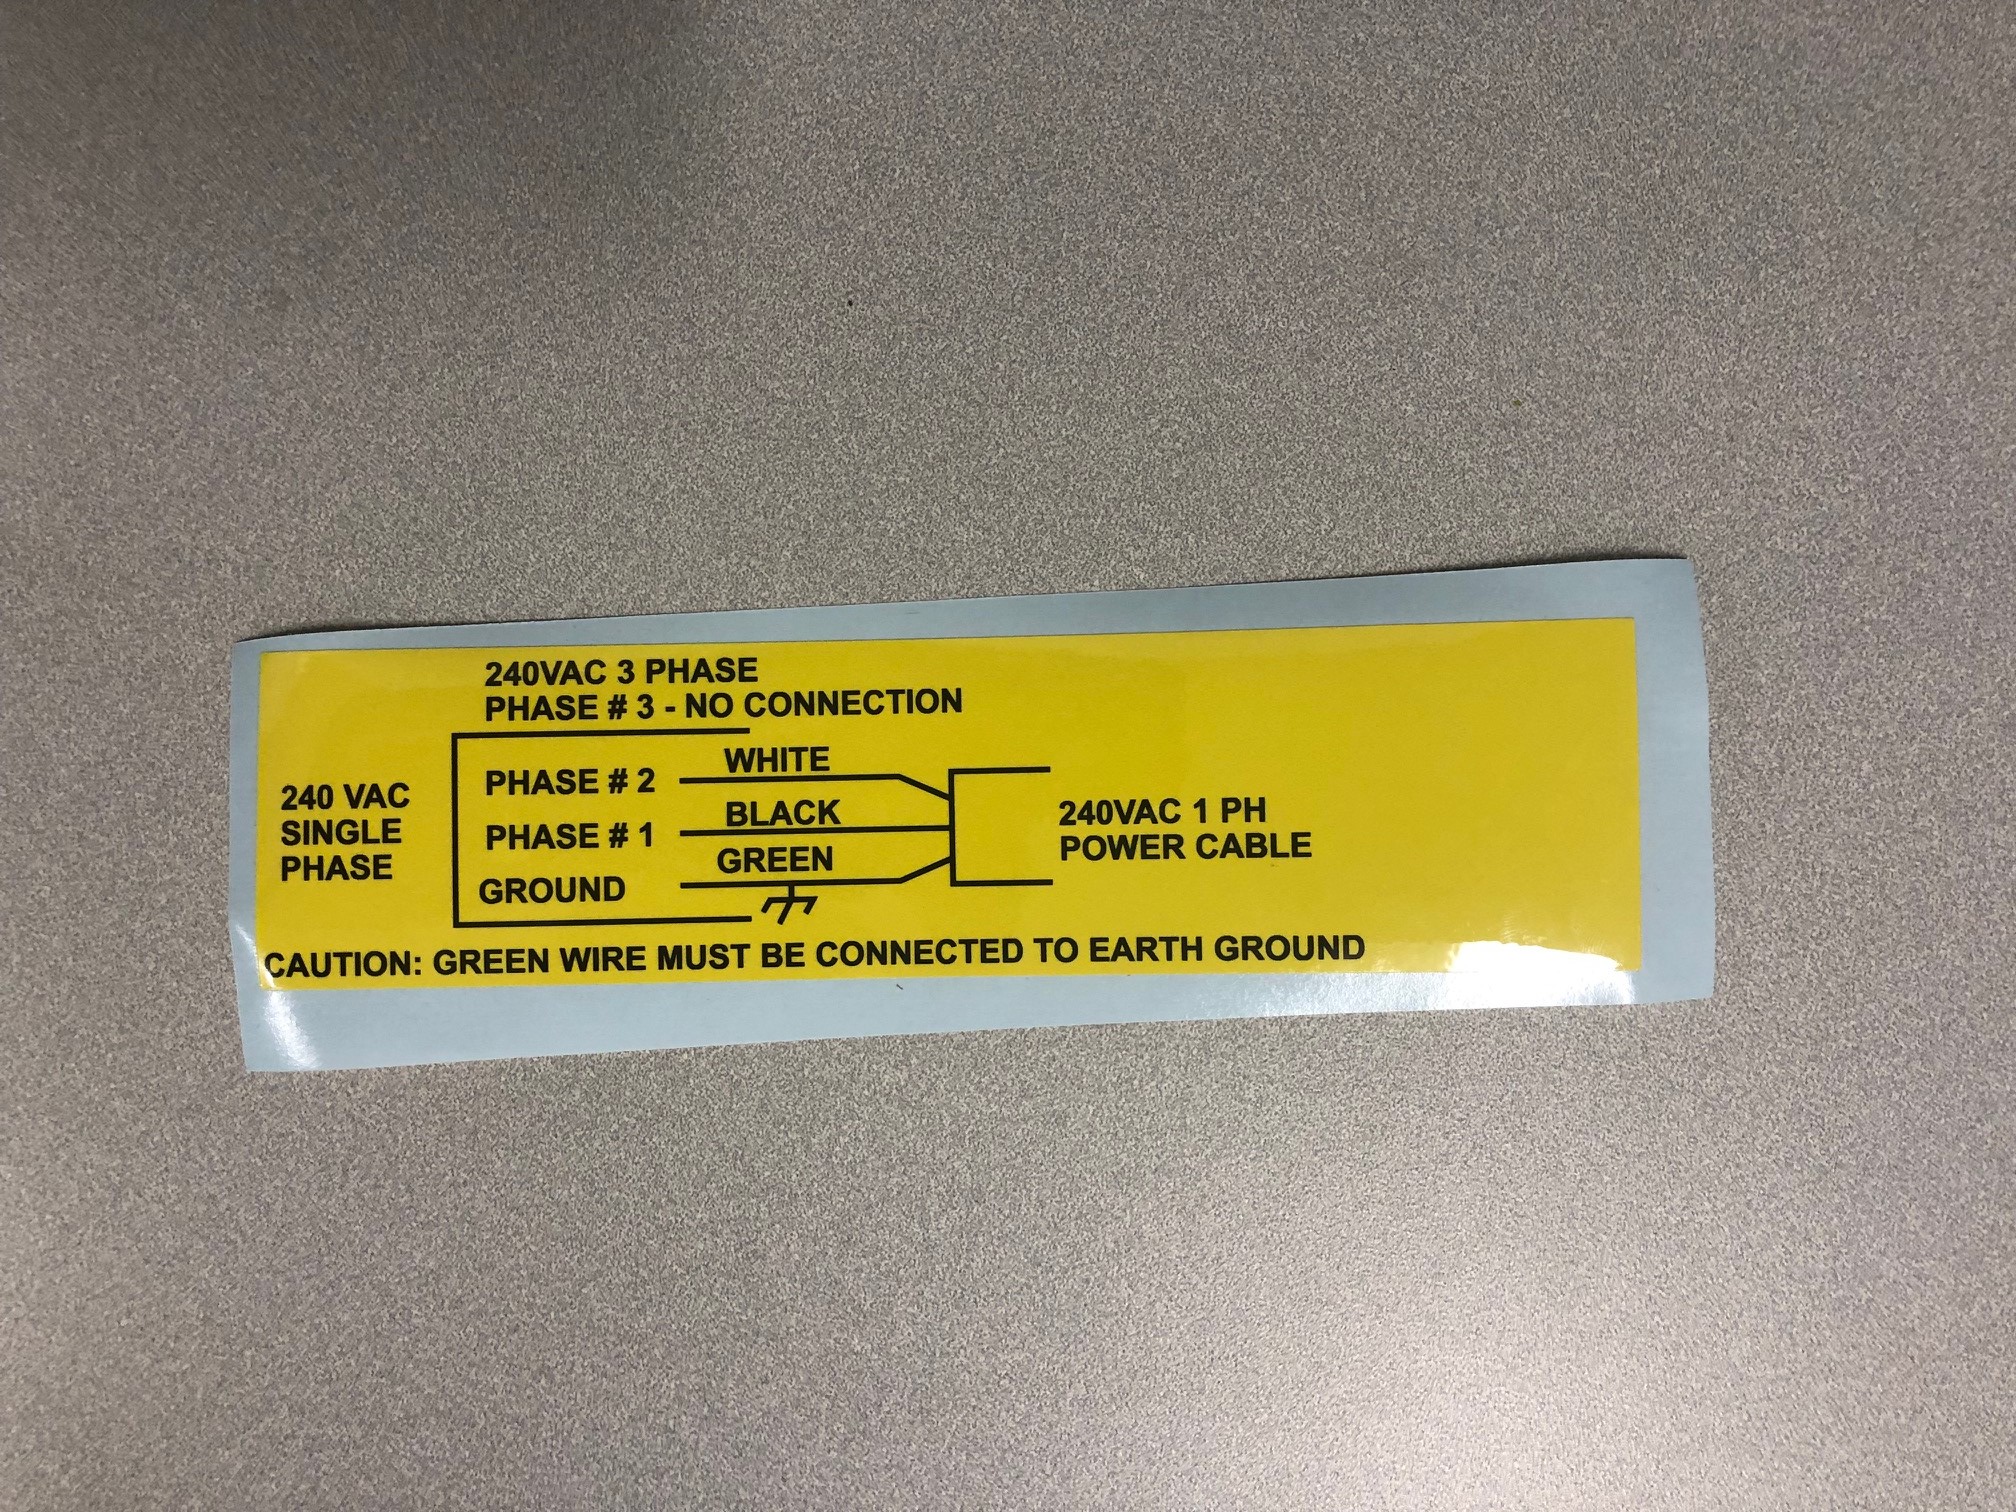 240VAC 3 PHASE
PHASE # 3 - NO CONNECTION
240 VAC
SINGLE
PHASE
PHASE # 2
WHITE
PHASE # 1
BLACK
GROUND
GREEN
240VAC 1 PH
POWER CABLE
CAUTION: GREEN WIRE MUST BE CONNECTED TO EARTH GROUND